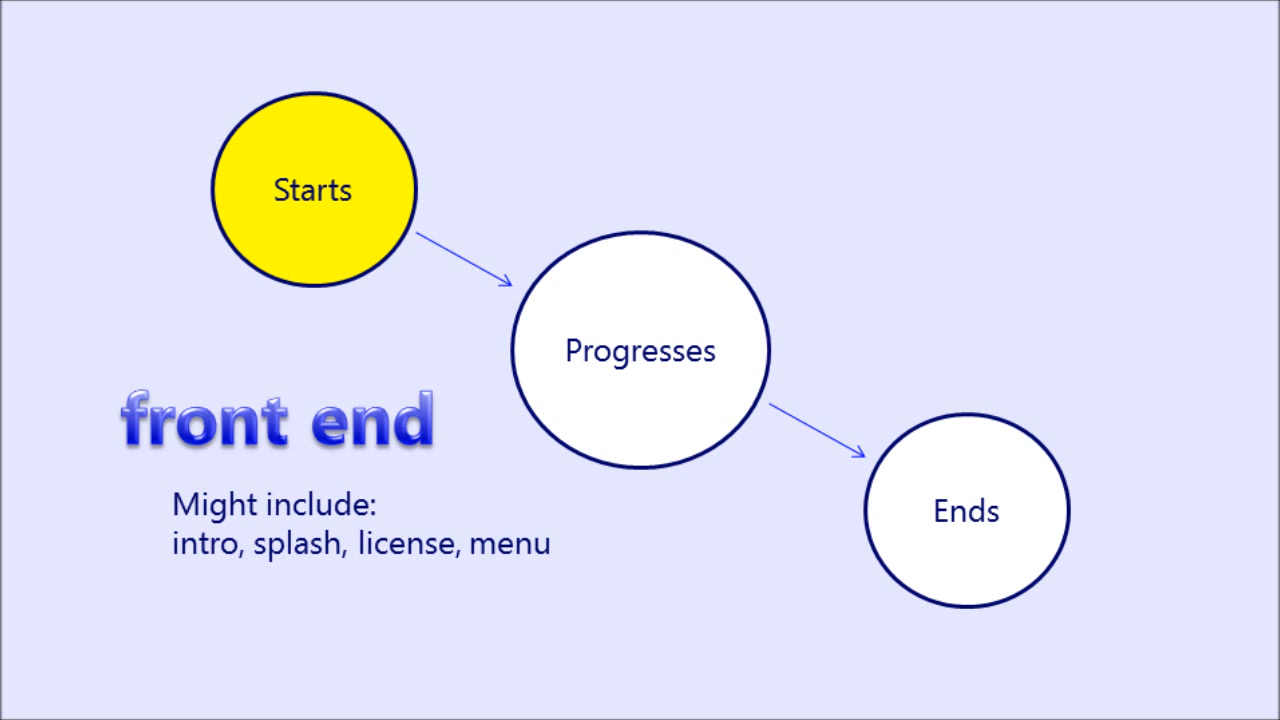 Starts
Progresses
front end
Might include:
intro, splash, license, menu
Ends